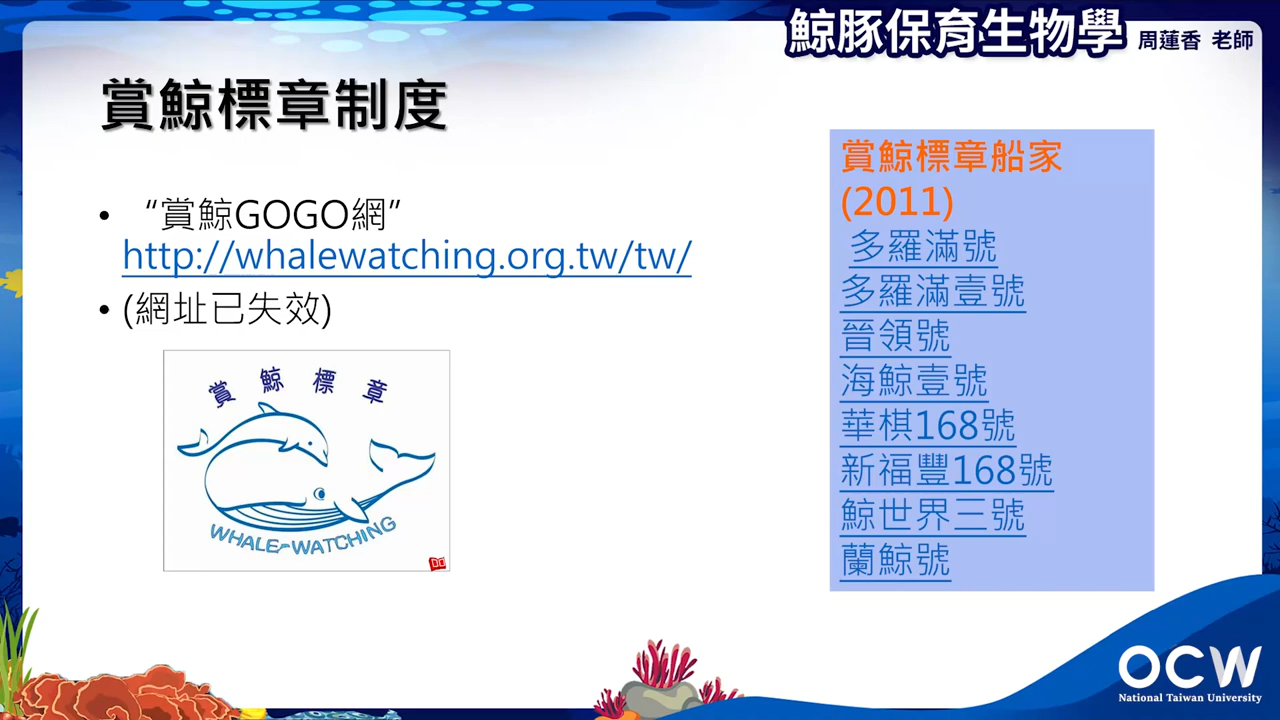 鯨豚保育生物學 周蓮香 老師
賞鯨標章制度
• “賞鯨GOGO網”
http://whalewatching.org.tw/tw/
• (網址已失效)
賞鯨標章
WHALE-WATCHING
賞鯨標章船家
(2011)
多羅滿號
多羅滿壹號
晉領號
海鯨壹號
華棋168號
新福豐168號
鯨世界三號
蘭鯨號
OCW
National Taiwan University